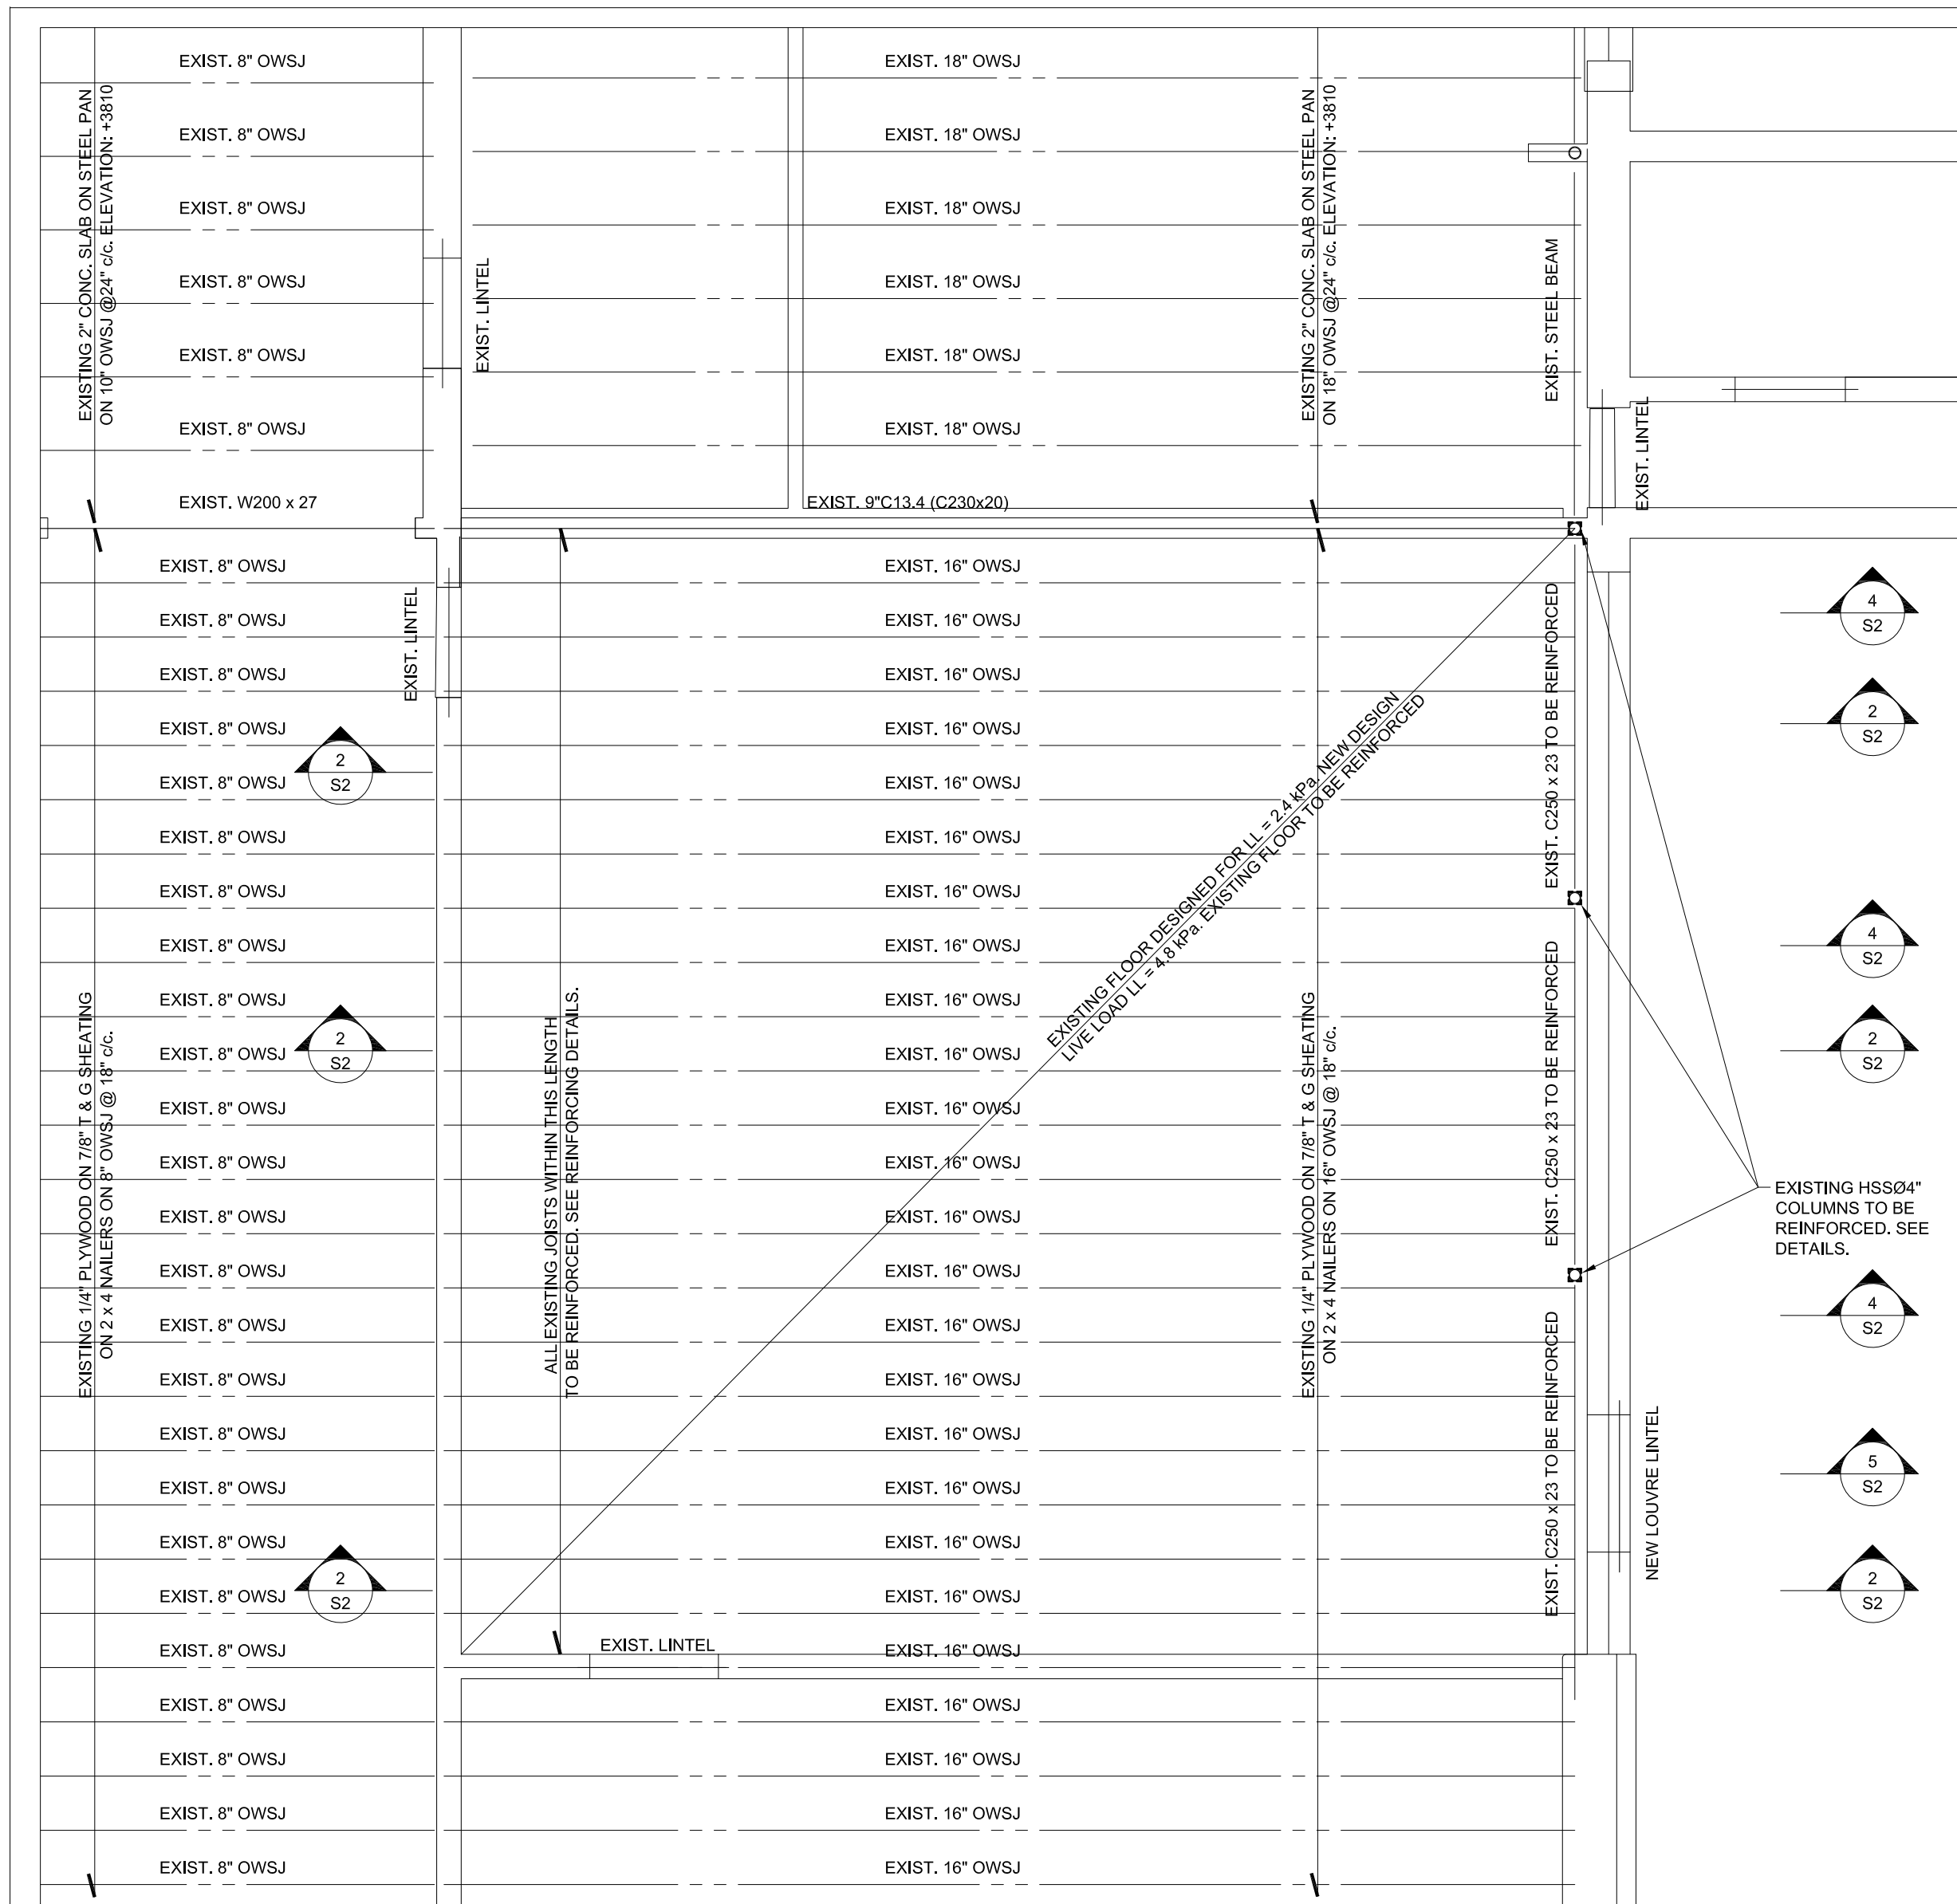 EXIST. 8" OWSJ
EXIST. 18" OWSJ
EXIST. 8" OWSJ
EXIST. 18" OWSJ
EXIST. 8" OWSJ
EXIST. 18" OWSJ
EXIST. 8" OWSJ
EXIST. 18" OWSJ
EXIST. 8" OWSJ
EXIST. 18" OWSJ
EXIST. 8" OWSJ
EXIST. 18" OWSJ
EXISTING 2" CONC. SLAB ON STEEL PAN
ON 10" OWSJ @24" c/c. ELEVATION: +3810
EXIST. LINTEL
EXISTING 2" CONC. SLAB ON STEEL PAN
ON 18" OWSJ @24" c/c. ELEVATION: +3810
EXIST. STEEL BEAM
EXIST. LINTEL
EXIST. W200 x 27
EXIST. 9"C13.4 (C230x20)
EXIST. 8" OWSJ
EXIST. 16" OWSJ
EXIST. 8" OWSJ
EXIST. 16" OWSJ
EXIST. 8" OWSJ
EXIST. 16" OWSJ
EXIST. 8" OWSJ
EXIST. 16" OWSJ
EXIST. 8" OWSJ
EXIST. 16" OWSJ
EXIST. 8" OWSJ
EXIST. 16" OWSJ
EXIST. 8" OWSJ
EXIST. 16" OWSJ
EXIST. 8" OWSJ
EXIST. 16" OWSJ
EXIST. 8" OWSJ
EXIST. 16" OWSJ
EXIST. 8" OWSJ
EXIST. 16" OWSJ
EXIST. 8" OWSJ
EXIST. 16" OWSJ
EXIST. 8" OWSJ
EXIST. 16" OWSJ
EXIST. 8" OWSJ
EXIST. 16" OWSJ
EXIST. 8" OWSJ
EXIST. 16" OWSJ
EXIST. 8" OWSJ
EXIST. 16" OWSJ
EXIST. 8" OWSJ
EXIST. 16" OWSJ
EXIST. 8" OWSJ
EXIST. 16" OWSJ
EXIST. 8" OWSJ
EXIST. 16" OWSJ
EXIST. 8" OWSJ
EXIST. 16" OWSJ
EXIST. 8" OWSJ
EXIST. 16" OWSJ
EXIST. 8" OWSJ
EXIST. 16" OWSJ
EXIST. 8" OWSJ
EXIST. 16" OWSJ
EXIST. 8" OWSJ
EXIST. 16" OWSJ
EXIST. 8" OWSJ
EXIST. 16" OWSJ
EXIST. 8" OWSJ
EXIST. 16" OWSJ
EXIST. LINTEL
EXIST. LINTEL
EXISTING 1/4" PLYWOOD ON 7/8" T & G SHEATING
ON 2 x 4 NAILERS ON 8" OWSJ @ 18" c/c.
2
S2
2
S2
2
S2
ALL EXISTING JOISTS WITHIN THIS LENGTH
TO BE REINFORCED. SEE REINFORCING DETAILS.
EXISTING FLOOR DESIGNED FOR LL = 2.4 kPa. NEW DESIGN
LIVE LOAD LL = 4.8 kPa. EXISTING FLOOR TO BE REINFORCED
EXISTING 1/4" PLYWOOD ON 7/8" T & G SHEATING
ON 2 x 4 NAILERS ON 16" OWSJ @ 18" c/c.
EXIST. C250 x 23 TO BE REINFORCED
EXIST. C250 x 23 TO BE REINFORCED
EXIST. C250 x 23 TO BE REINFORCED
NEW LOUVRE LINTEL
4
S2
2
S2
4
S2
2
S2
EXISTING HSSØ4"
COLUMNS TO BE
REINFORCED. SEE
DETAILS.
4
S2
5
S2
2
S2